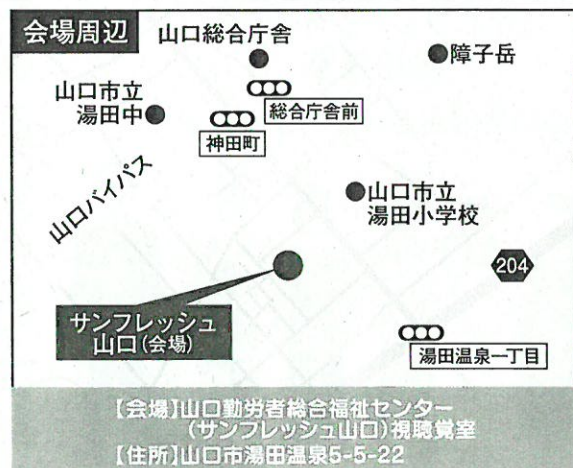 会場周辺
山口総合庁舎
障子岳
山口市立
湯田中
総合庁舎前
神田町
山口バイパス
山口市立
湯田小学校
204
サンフレッシュ
山口(会場)
湯田温泉一丁目
【会場】山口勤労者総合福祉センター
(サンフレッシュ山口)視聴覚室
【住所】山口市湯田温泉5-5-22